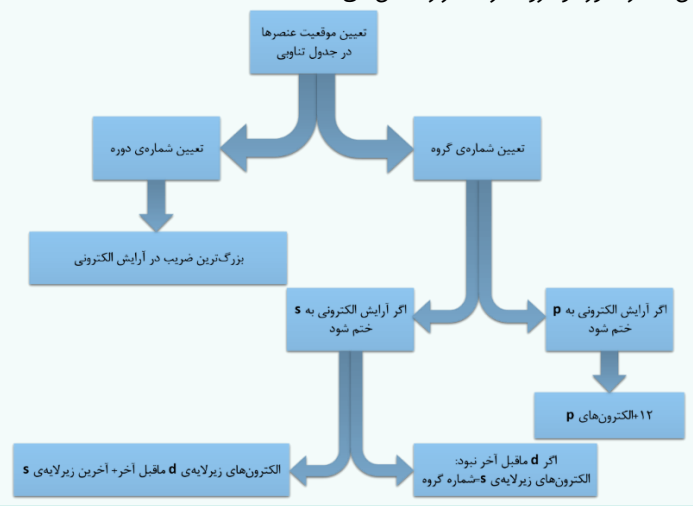 تعیین موقعیت عنصرها
در جدول تناوبی
تعیین شماره‌ی گروه
تعیین شماره‌ی دوره
بزرگ‌ترین ضریب در آرایش الکترونی
اگر آرایش الکترونی به p
ختم شود
اگر آرایش الکترونی به s
ختم شود
۱۲+الکترون‌های p
اگر d ماقبل آخر نبود:
الکترون‌های زیرلایه‌ی s=شماره گروه
الکترون‌های زیرلایه‌ی d ماقبل آخر+ آخرین زیرلایه‌ی s